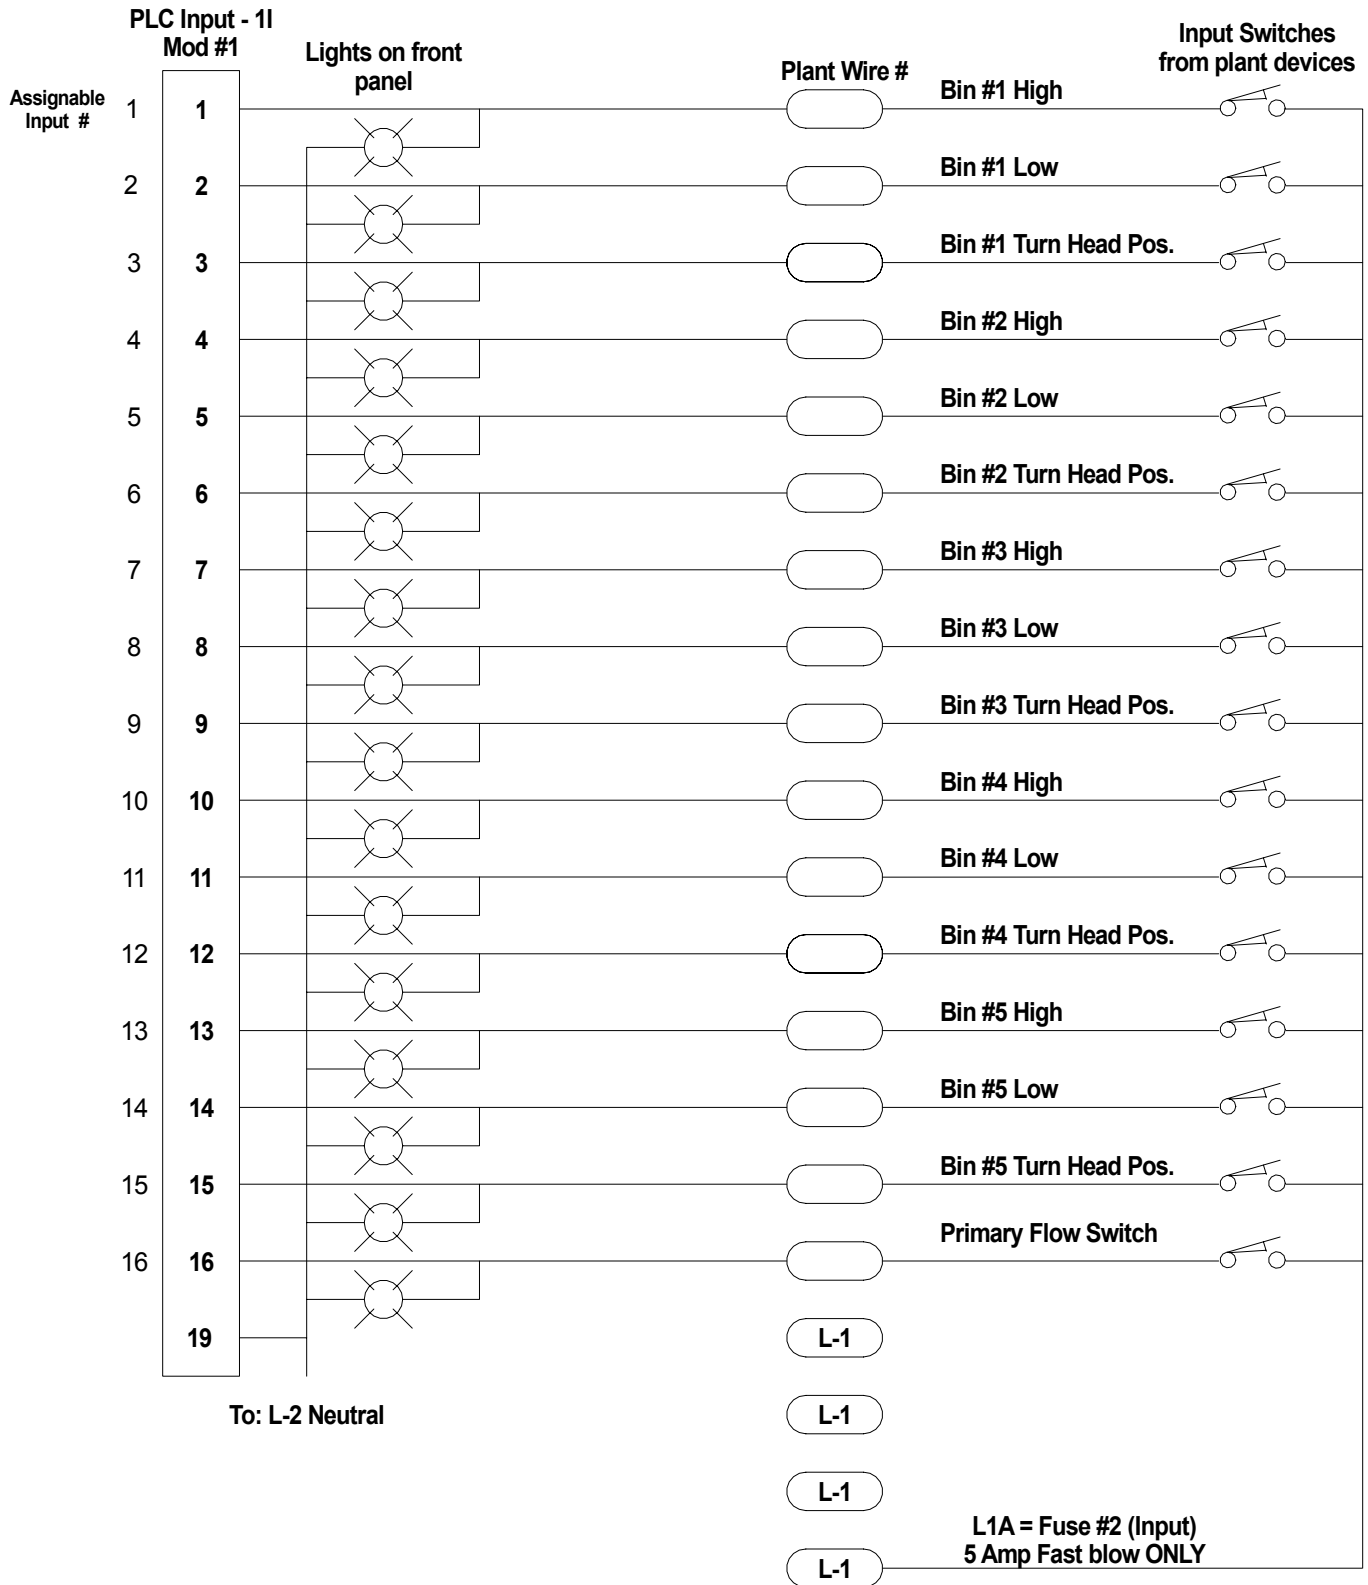 PLC Input - 1I
Mod #1
Lights on front
panel
Plant Wire #
Input Switches
from plant devices
Assignable
Input #
1 1 Bin #1 High
2 2 Bin #1 Low
3 3 Bin #1 Turn Head Pos.
4 4 Bin #2 High
5 5 Bin #2 Low
6 6 Bin #2 Turn Head Pos.
7 7 Bin #3 High
8 8 Bin #3 Low
9 9 Bin #3 Turn Head Pos.
10 10 Bin #4 High
11 11 Bin #4 Low
12 12 Bin #4 Turn Head Pos.
13 13 Bin #5 High
14 14 Bin #5 Low
15 15 Bin #5 Turn Head Pos.
16 16 Primary Flow Switch
19 L-1
To: L-2 Neutral
L-1
L-1
L1A = Fuse #2 (Input)
5 Amp Fast blow ONLY
L-1